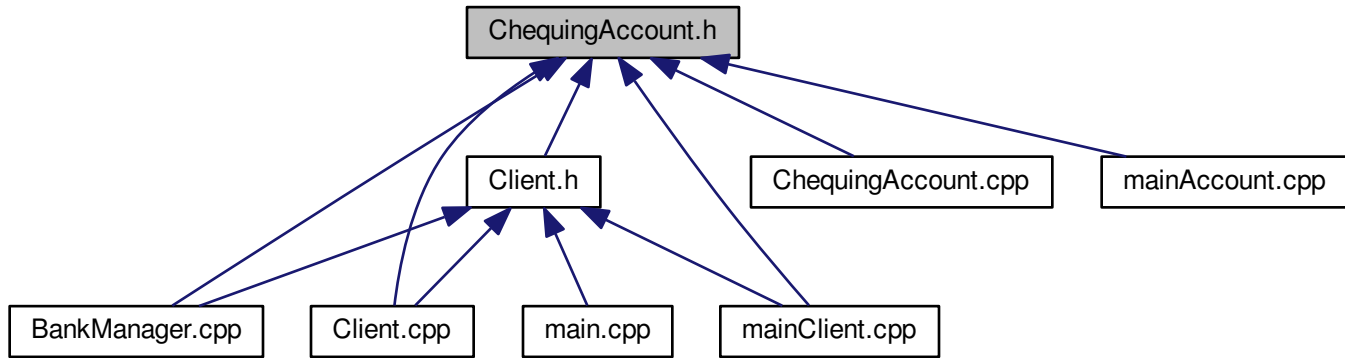 ChequingAccount.h
Client.h
ChequingAccount.cpp
mainAccount.cpp
BankManager.cpp
Client.cpp
main.cpp
mainClient.cpp